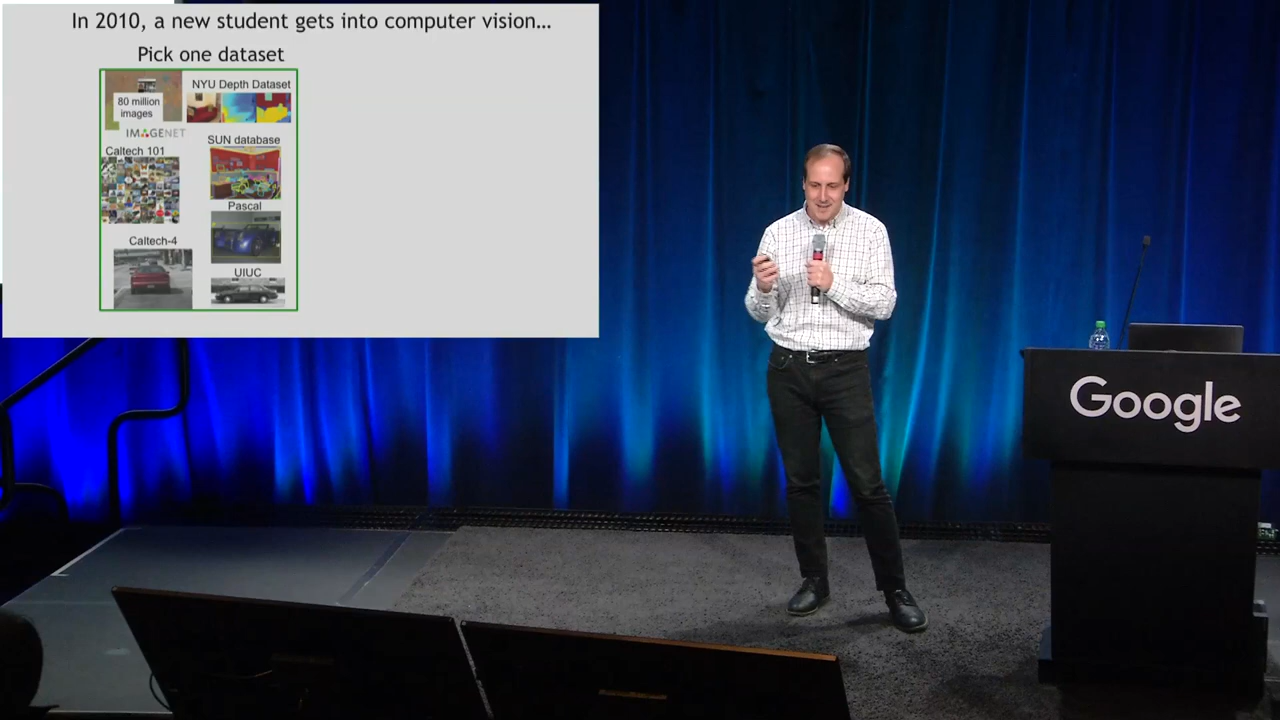 In 2010, a new student gets into computer vision…
Pick one dataset
80 million
images
NYU Depth Dataset
IMAGENET
SUN database
Caltech 101
Pascal
Caltech-4
UIUC
Google